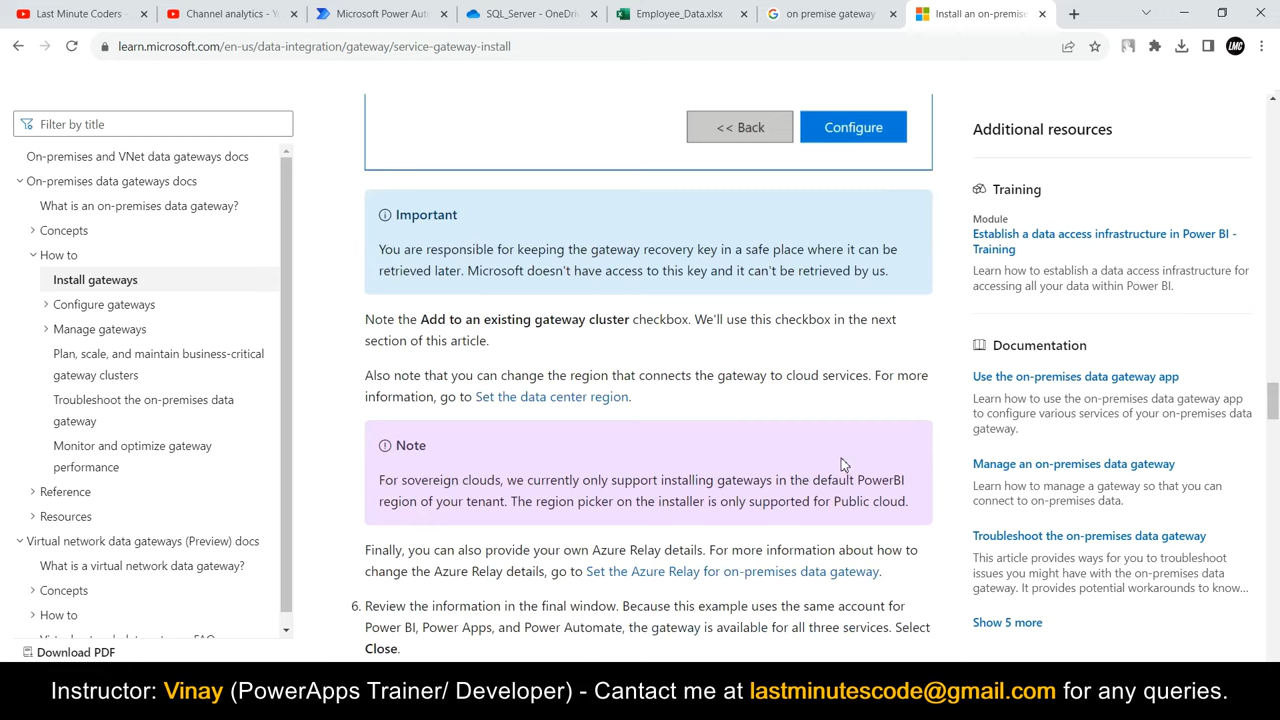 Last Minute Coders -
Channel analytics - Y
Microsoft Power Aut
SQL_Server - OneDriv
Employee_Data.xlsx
on premise gateway
Install an on-premise
learn.microsoft.com/en-us/data-integration/gateway/service-gateway-install
LMC
Filter by title
On-premises and VNet data gateways docs
On-premises data gateways docs
What is an on-premises data gateway?
Concepts
How to
Install gateways
Configure gateways
Manage gateways
Plan, scale, and maintain business-critical
gateway clusters
Troubleshoot the on-premises data
gateway
Monitor and optimize gateway
performance
Reference
Resources
Virtual network data gateways (Preview) docs
What is a virtual network data gateway?
Concepts
How to
Download PDF
<< Back
Configure
Important
You are responsible for keeping the gateway recovery key in a safe place where it can be
retrieved later. Microsoft doesn't have access to this key and it can't be retrieved by us.
Note the Add to an existing gateway cluster checkbox. We'll use this checkbox in the next
section of this article.
Also note that you can change the region that connects the gateway to cloud services. For more
information, go to Set the data center region.
Note
For sovereign clouds, we currently only support installing gateways in the default PowerBI
region of your tenant. The region picker on the installer is only supported for Public cloud.
Finally, you can also provide your own Azure Relay details. For more information about how to
change the Azure Relay details, go to Set the Azure Relay for on-premises data gateway.
6. Review the information in the final window. Because this example uses the same account for
Power BI, Power Apps, and Power Automate, the gateway is available for all three services. Select
Close.
Additional resources
Training
Module
Establish a data access infrastructure in Power BI -
Training
Learn how to establish a data access infrastructure for
accessing all your data within Power BI.
Documentation
Use the on-premises data gateway app
Learn how to use the on-premises data gateway app
to configure various services of your on-premises data
gateway.
Manage an on-premises data gateway
Learn how to manage a gateway so that you can
connect to on-premises data.
Troubleshoot the on-premises data gateway
This article provides ways for you to troubleshoot
issues you might have with the on-premises data
gateway. It provides potential workarounds to know...
Show 5 more
Instructor: Vinay (PowerApps Trainer/ Developer) - Cantact me at lastminutescode@gmail.com for any queries.